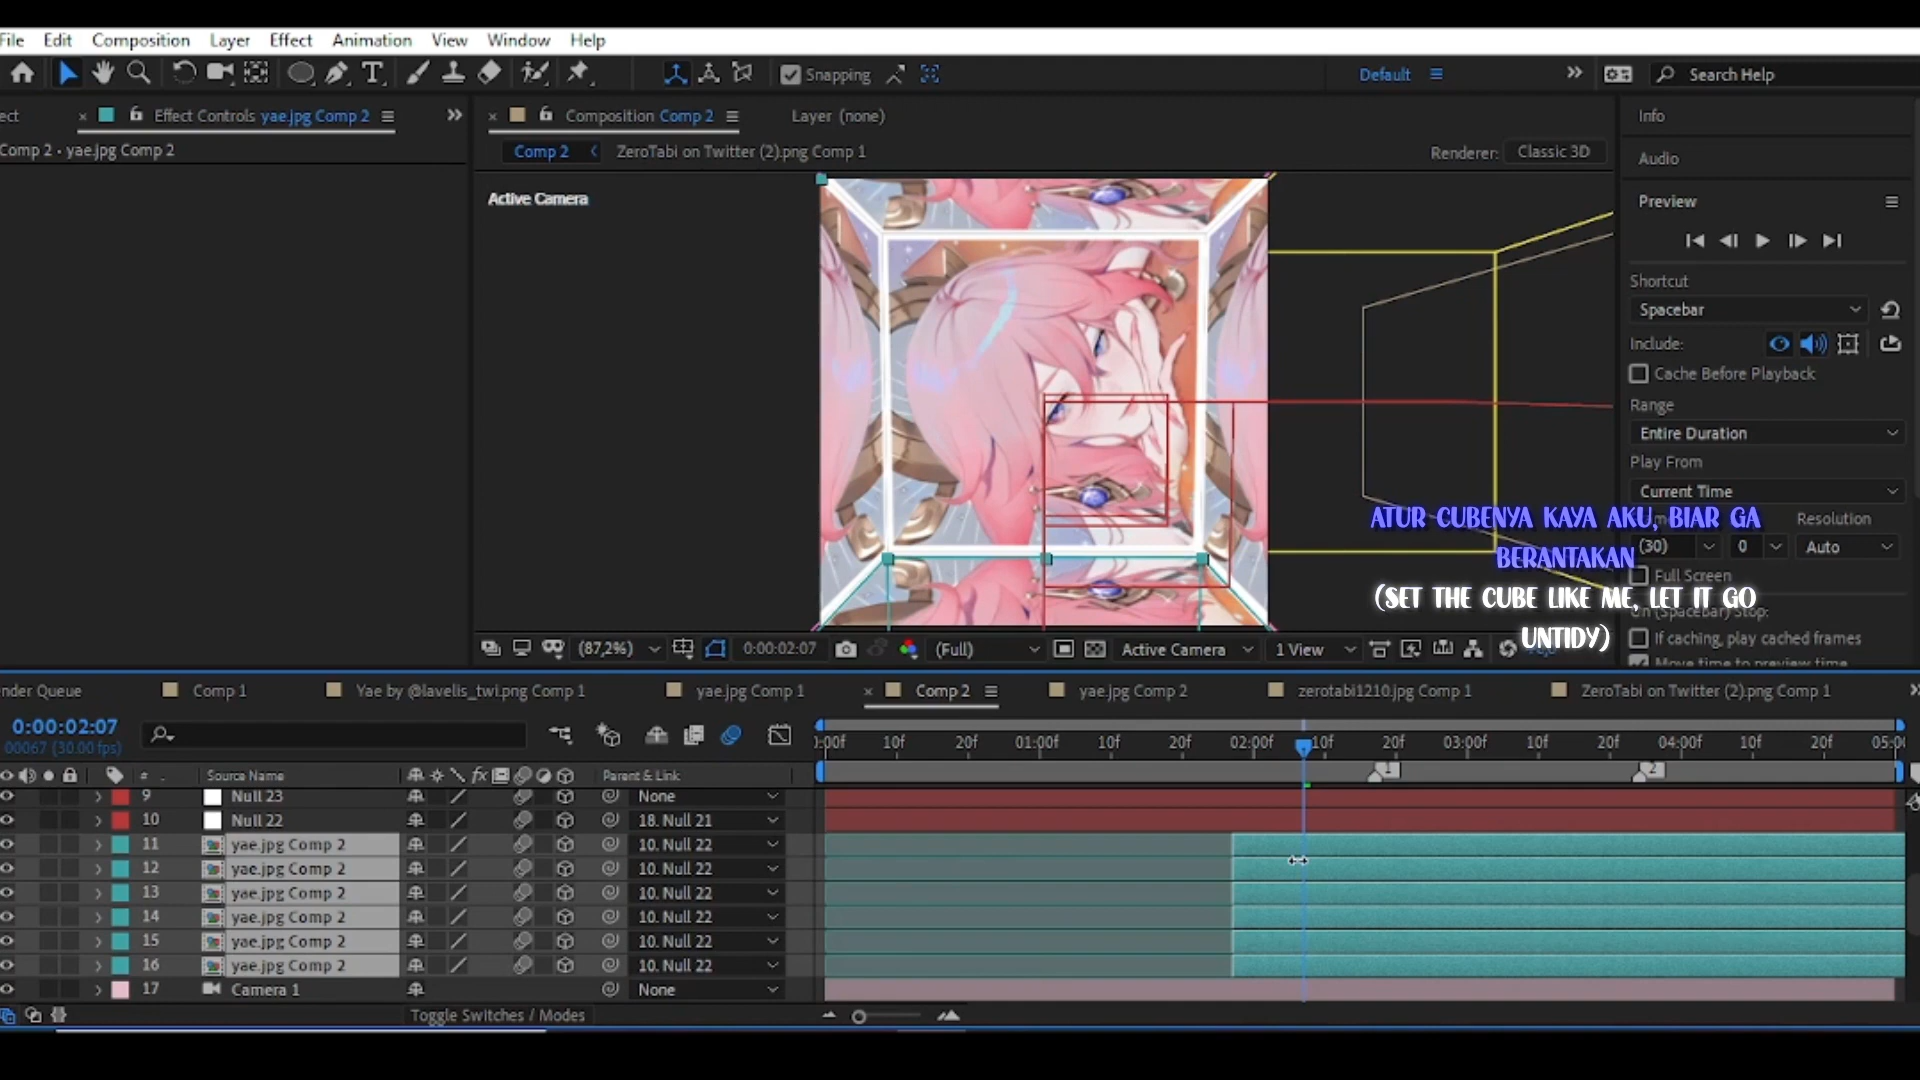 File Edit Composition Layer Effect Animation View Window Help
Snapping Default Search Help
Effect Controls yae.jpg Comp 2
Composition Comp 2 Layer (none)
Info
Comp 2 • yae.jpg Comp 2
Comp 2 ZeroTabi on Twitter (2).png Comp 1
Renderer: Classic 3D
Audio
Active Camera
Preview
Shortcut
Spacebar
Include:
Cache Before Playback
Range
Entire Duration
Play From
Current Time
ATUR CUBENYA KAYA AKU, BIAR GA
BERANTAKAN
(SET THE CUBE LIKE ME, LET IT GO
UNTIDY)
Resolution
(30) 0 Auto
Full Screen
If caching, play cached frames
Move time to preview time
(87,2%) 0:00:02:07 (Full) Active Camera 1 View
nder Queue Comp 1 Yae by @lavelis_twi.png Comp 1 yae.jpg Comp 1 Comp 2 yae.jpg Comp 2 zerotabi1210.jpg Comp 1 ZeroTabi on Twitter (2).png Comp 1
0:00:02:07
00067 (30.00 fps)
:00f 10f 20f 01:00f 10f 20f 02:00f 10f 20f 03:00f 10f 20f 04:00f 10f 20f 05:00
1 2
# Source Name fx Parent & Link
9 Null 23 None
10 Null 22 18. Null 21
11 yae.jpg Comp 2 10. Null 22
12 yae.jpg Comp 2 10. Null 22
13 yae.jpg Comp 2 10. Null 22
14 yae.jpg Comp 2 10. Null 22
15 yae.jpg Comp 2 10. Null 22
16 yae.jpg Comp 2 10. Null 22
17 Camera 1 None
Toggle Switches / Modes